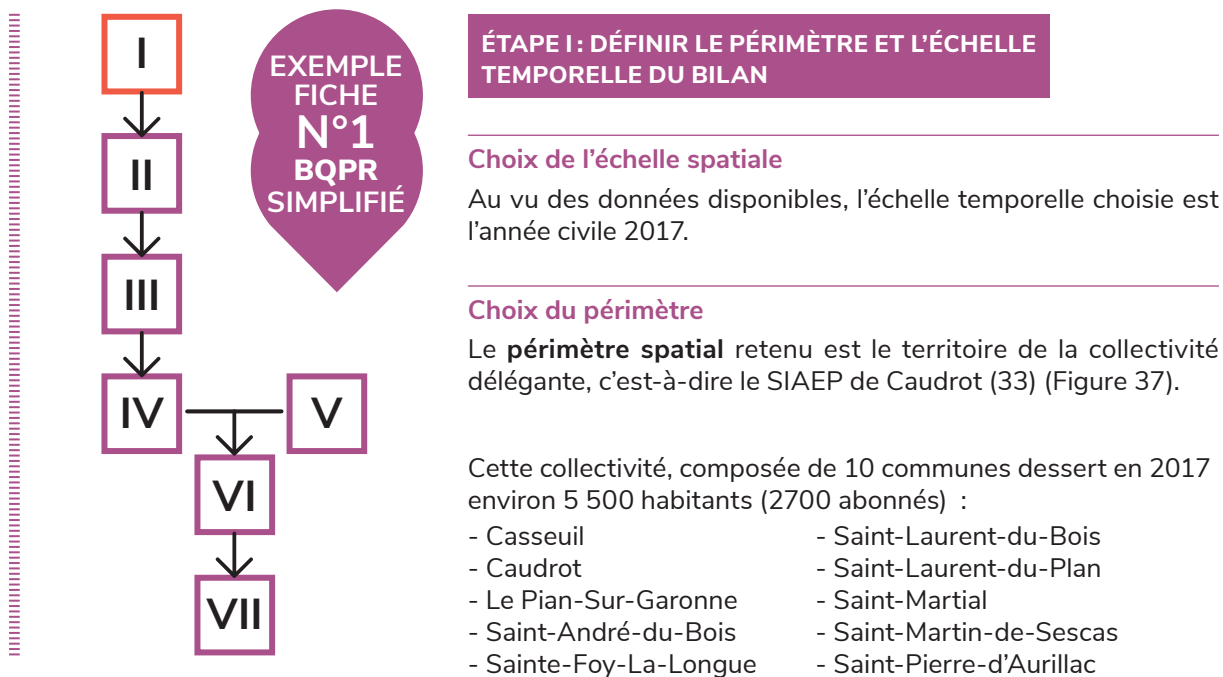 I
II
III
IV
V
VI
VII
EXEMPLE
FICHE
N°1
BQPR
SIMPLIFIÉ
ÉTAPE I : DÉFINIR LE PÉRIMÈTRE ET L’ÉCHELLE
TEMPORELLE DU BILAN
Choix de l’échelle spatiale
Au vu des données disponibles, l’échelle temporelle choisie est
l’année civile 2017.
Choix du périmètre
Le périmètre spatial retenu est le territoire de la collectivité
délégante, c’est-à-dire le SIAEP de Caudrot (33) (Figure 37).
Cette collectivité, composée de 10 communes dessert en 2017
environ 5 500 habitants (2700 abonnés) :
- Casseuil
- Caudrot
- Le Pian-Sur-Garonne
- Saint-André-du-Bois
- Sainte-Foy-La-Longue
- Saint-Laurent-du-Bois
- Saint-Laurent-du-Plan
- Saint-Martial
- Saint-Martin-de-Sescas
- Saint-Pierre-d’Aurillac